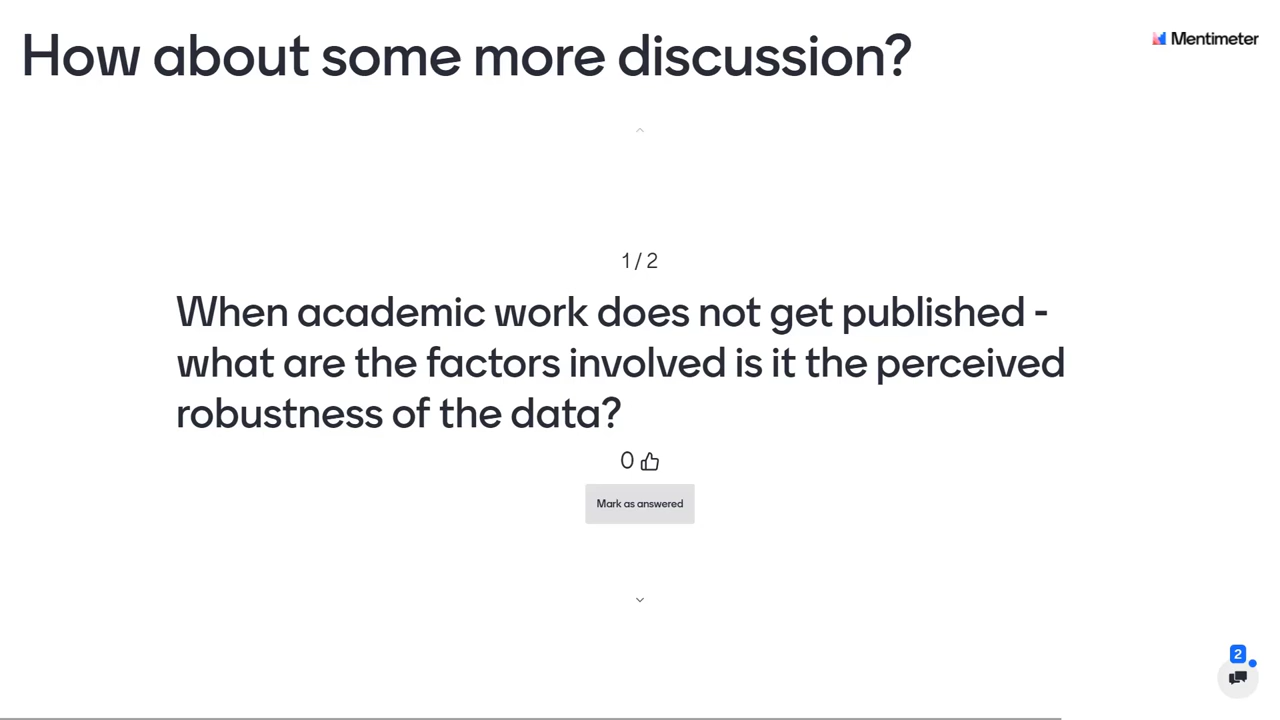 How about some more discussion?
Mentimeter
1 / 2
When academic work does not get published -
what are the factors involved is it the perceived
robustness of the data?
0
Mark as answered
2